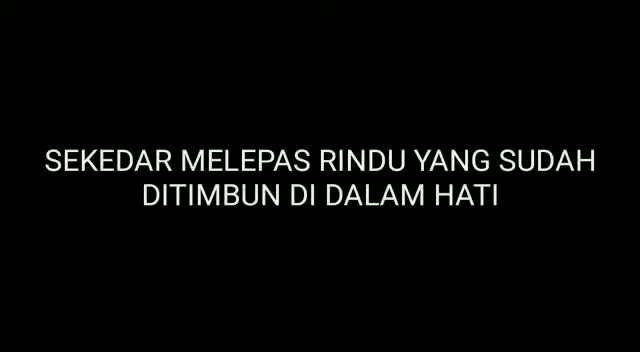 SEKEDAR MELEPAS RINDU YANG SUDAH
DITIMBUN DI DALAM HATI